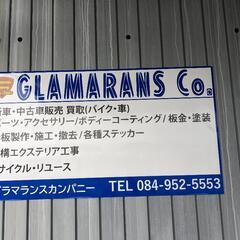 GLAMARANS Co.
新車・中古車販売 買取(バイク・車)
パーツ・アクセサリー/ボディーコーティング/板金・塗装
看板製作・施工・撤去/各種ステッカー
外構エクステリア工事
リサイクル・リユース
グラマランスカンパニー TEL 084-952-5553